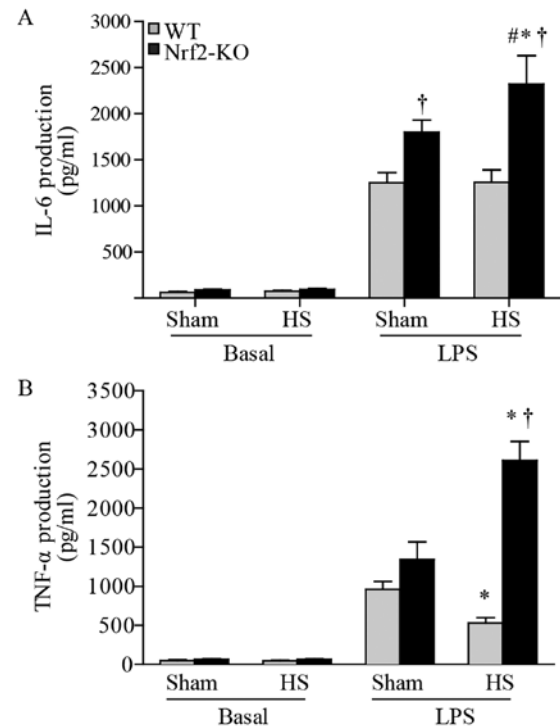 A
WT
Nrf2-KO
IL-6 production
(pg/ml)
3000
2500
2000
1500
1000
500
†
#*†
Sham HS Sham HS
Basal LPS
B
TNF-α production
(pg/ml)
3500
3000
2500
2000
1500
1000
500
0
*
*†
Sham HS Sham HS
Basal LPS